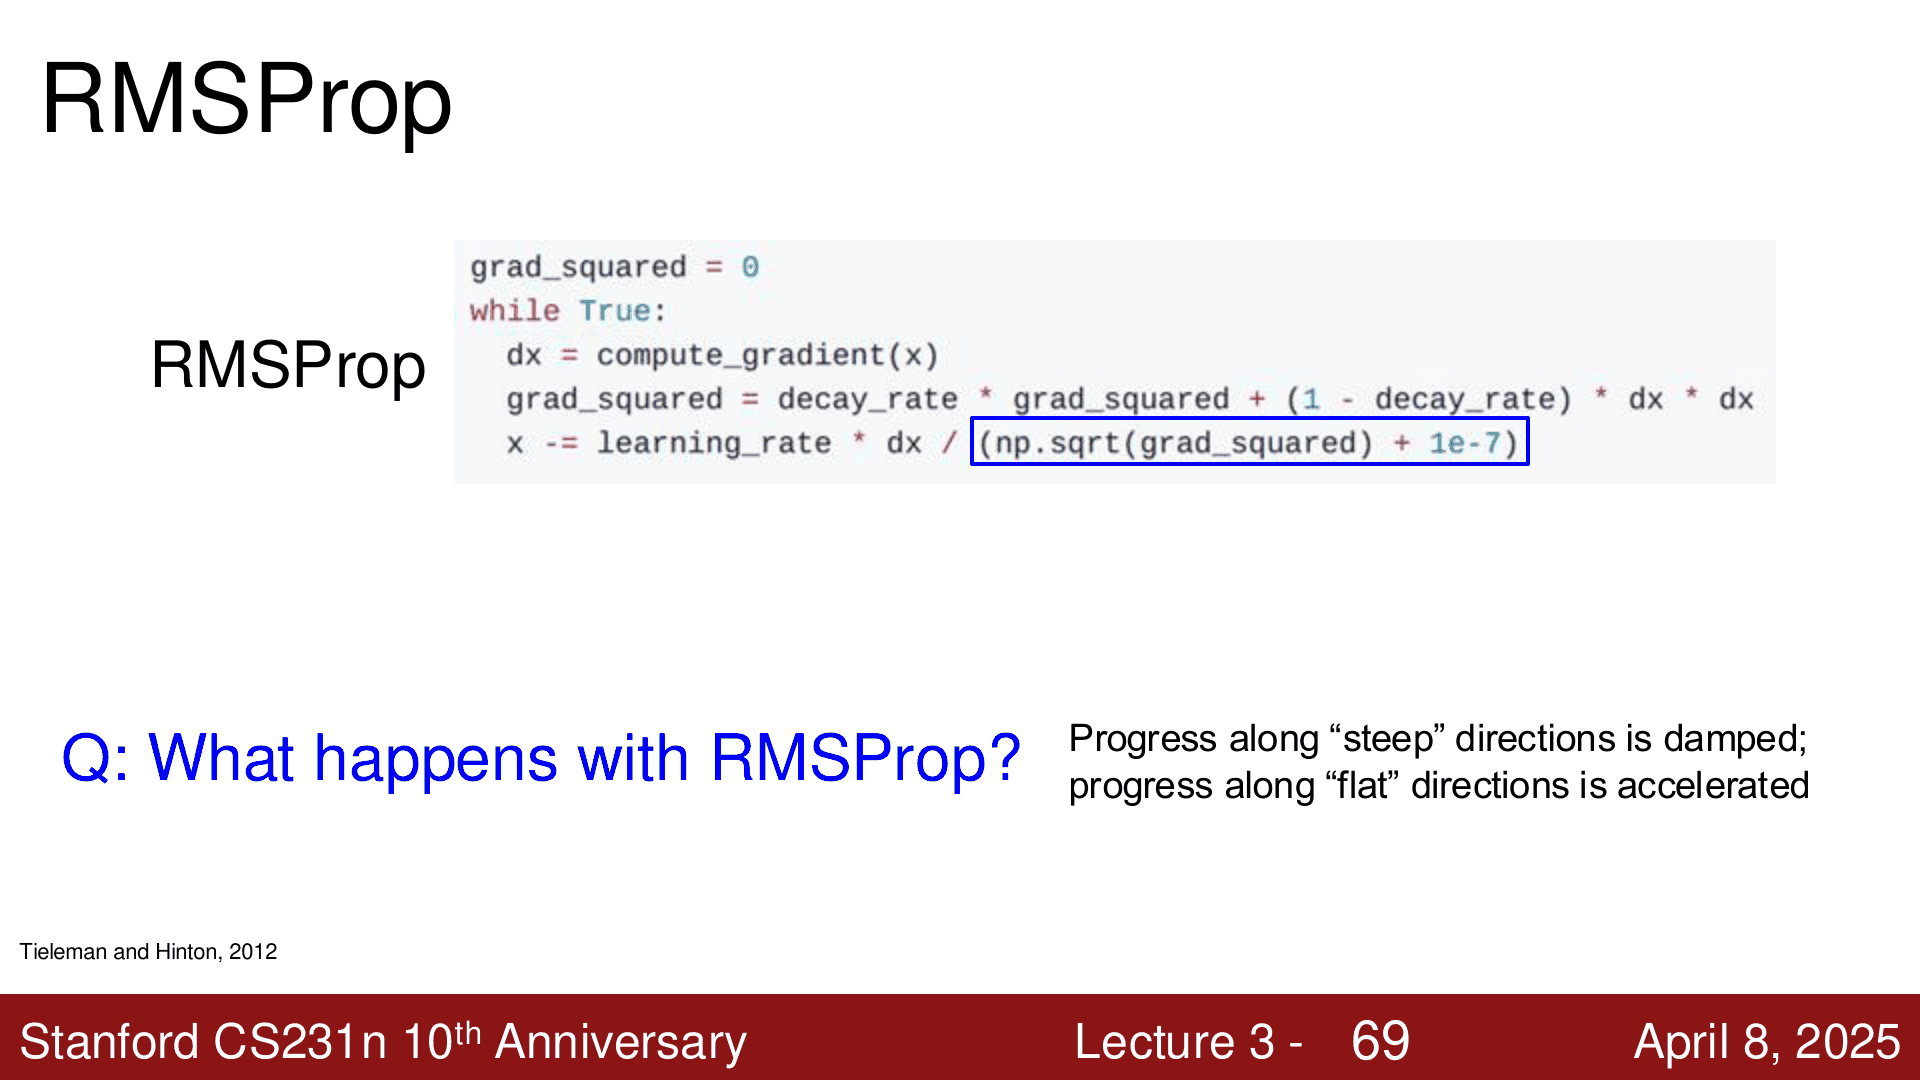 RMSProp
RMSProp
grad_squared = 0
while True:
  dx = compute_gradient(x)
  grad_squared = decay_rate * grad_squared + (1 - decay_rate) * dx * dx
  x -= learning_rate * dx / (np.sqrt(grad_squared) + 1e-7)
Q: What happens with RMSProp?
Progress along “steep” directions is damped;
progress along “flat” directions is accelerated
Tieleman and Hinton, 2012
Stanford CS231n 10th Anniversary
Lecture 3 - 69
April 8, 2025